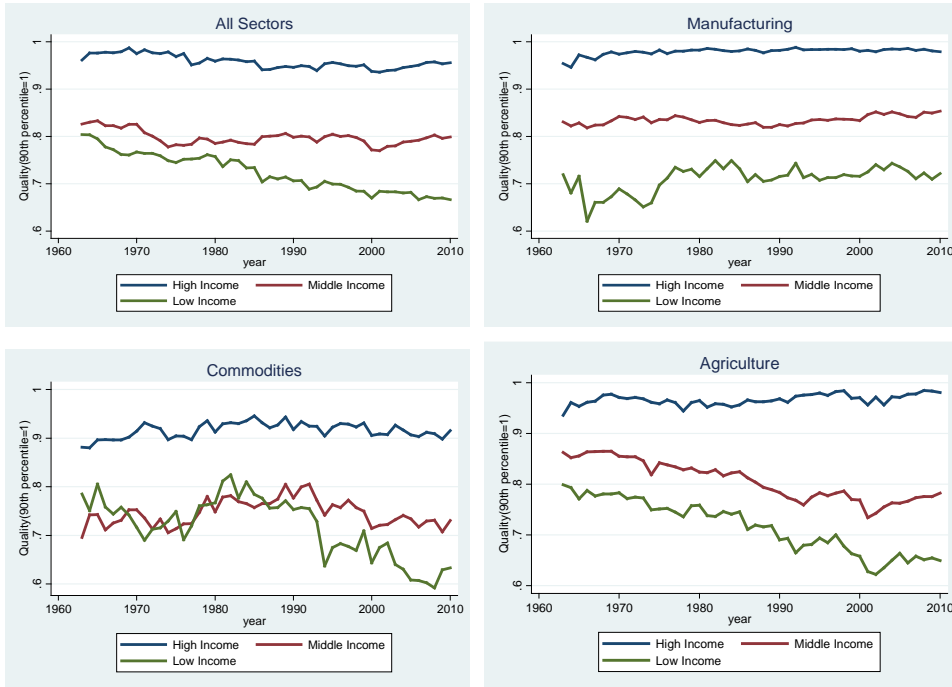 All Sectors
Quality(90th percentile=1)
1
.9
.8
.7
.6
1960 1970 1980 1990 2000 2010
year
High Income Middle Income
Low Income
Manufacturing
Quality(90th percentile=1)
1
.9
.8
.7
.6
1960 1970 1980 1990 2000 2010
year
High Income Middle Income
Low Income
Commodities
Quality(90th percentile=1)
1
.9
.8
.7
.6
1960 1970 1980 1990 2000 2010
year
High Income Middle Income
Low Income
Agriculture
Quality(90th percentile=1)
1
.9
.8
.7
.6
1960 1970 1980 1990 2000 2010
year
High Income Middle Income
Low Income